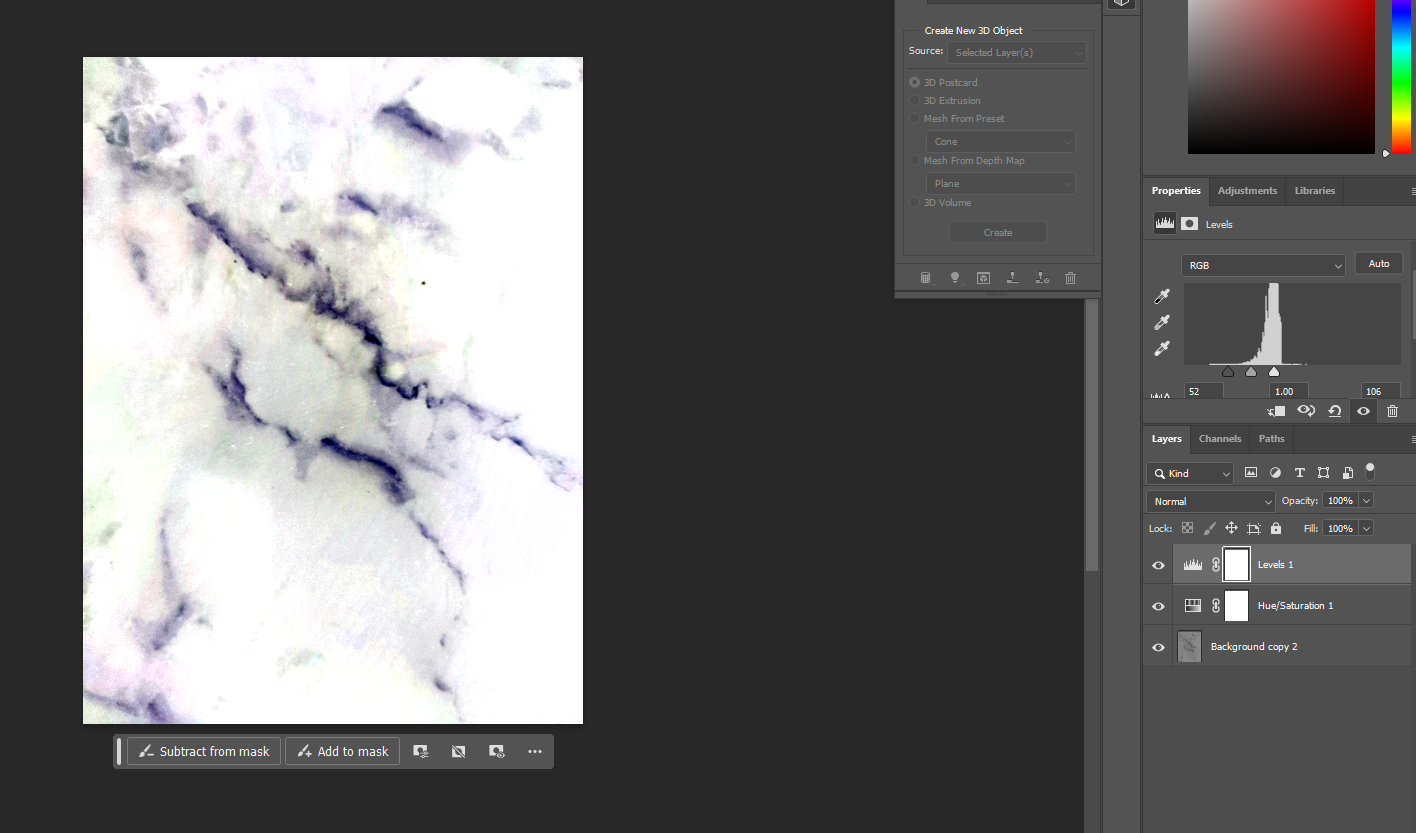 Create New 3D Object
Source: Selected Layer(s)
3D Postcard
3D Extrusion
Mesh From Preset
Cone
Mesh From Depth Map
Plane
3D Volume
Create
Properties Adjustments Libraries
Levels
RGB Auto
52 1.00 106
Layers Channels Paths
Kind
Normal Opacity: 100%
Lock: Fill: 100%
Levels 1
Hue/Saturation 1
Background copy 2
Subtract from mask Add to mask